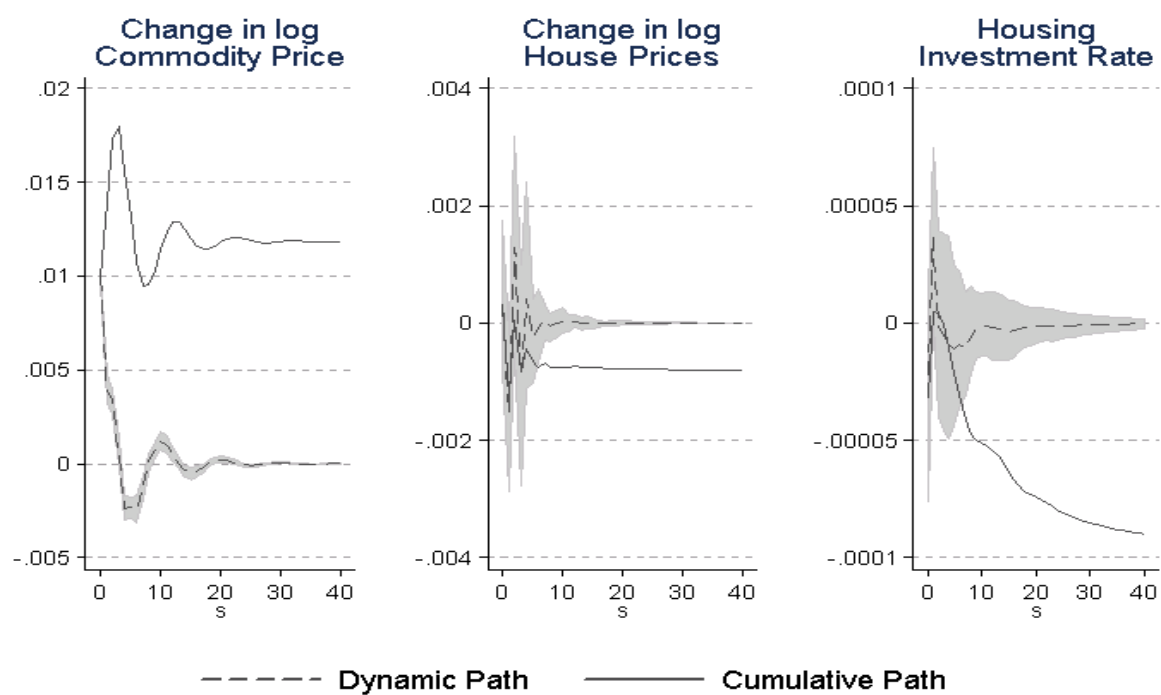 Change in log
Commodity Price
.02
.015
.01
.005
0
-.005
0 10 20 30 40
s
Change in log
House Prices
.004
.002
0
-.002
-.004
0 10 20 30 40
s
Housing
Investment Rate
.0001
.00005
0
-.00005
-.0001
0 10 20 30 40
s
Dynamic Path Cumulative Path